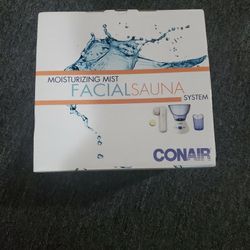 MOISTURIZING MIST
FACIALSAUNA
SYSTEM
CONAIR